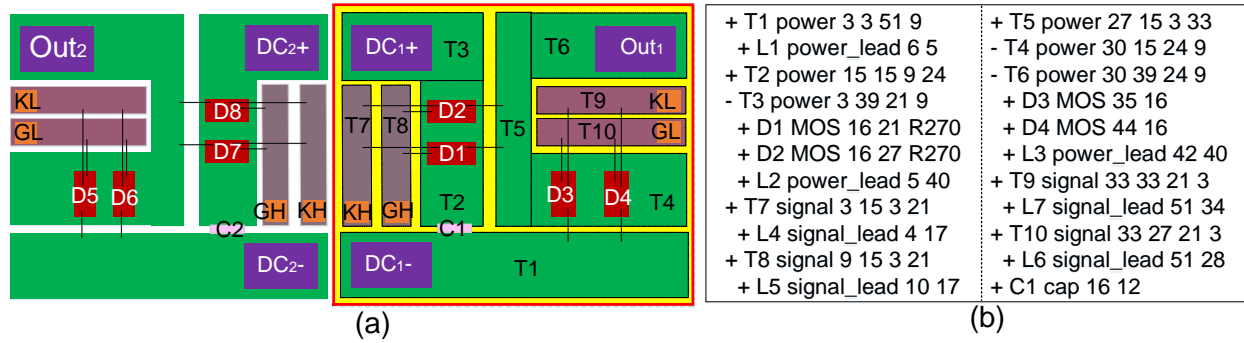 Out2
DC2+
DC1+
T3
T6
Out1
KL
GL
D8
D7
D5
D6
GH
KH
C2
DC2-
T7
T8
D2
D1
T5
T9
KL
T10
GL
D3
D4
T4
KH
GH
T2
C1
DC1-
T1
(a)
+ T1 power 3 3 51 9
+ L1 power_lead 6 5
+ T2 power 15 15 9 24
- T3 power 3 39 21 9
+ D1 MOS 16 21 R270
+ D2 MOS 16 27 R270
+ L2 power_lead 5 40
+ T7 signal 3 15 3 21
+ L4 signal_lead 4 17
+ T8 signal 9 15 3 21
+ L5 signal_lead 10 17
+ T5 power 27 15 3 33
- T4 power 30 15 24 9
- T6 power 30 39 24 9
+ D3 MOS 35 16
+ D4 MOS 44 16
+ L3 power_lead 42 40
+ T9 signal 33 33 21 3
+ L7 signal_lead 51 34
+ T10 signal 33 27 21 3
+ L6 signal_lead 51 28
+ C1 cap 16 12
(b)